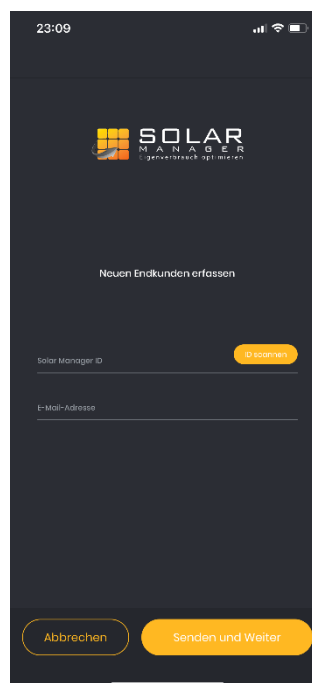 23:09
SOLAR
MANAGER
Eigenverbrauch optimieren
Neuen Endkunden erfassen
ID scannen
Solar Manager ID
E-Mail-Adresse
Abbrechen
Senden und Weiter